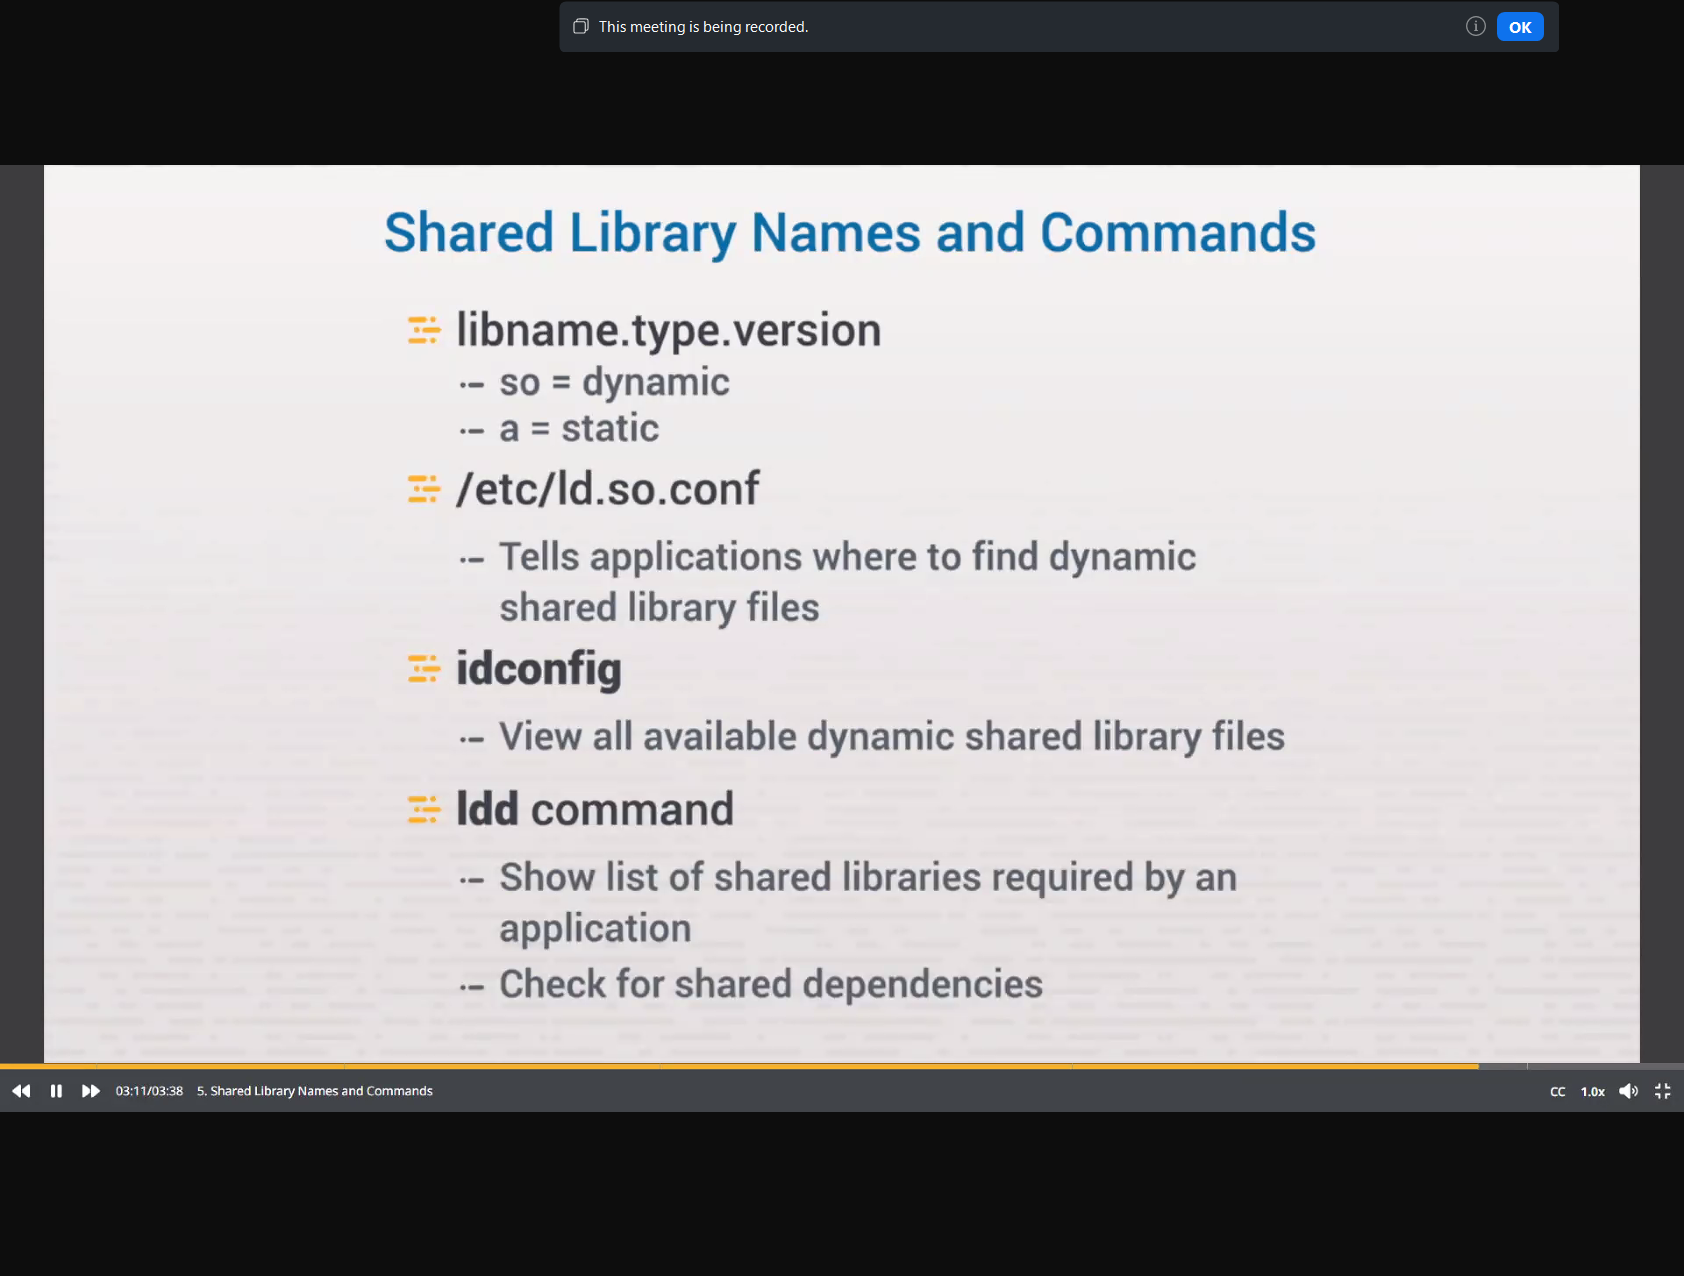 This meeting is being recorded.
OK
Shared Library Names and Commands
libname.type.version
so = dynamic
a = static
/etc/ld.so.conf
Tells applications where to find dynamic
shared library files
idconfig
View all available dynamic shared library files
ldd command
Show list of shared libraries required by an
application
Check for shared dependencies
03:11/03:38 5. Shared Library Names and Commands
CC 1.0x